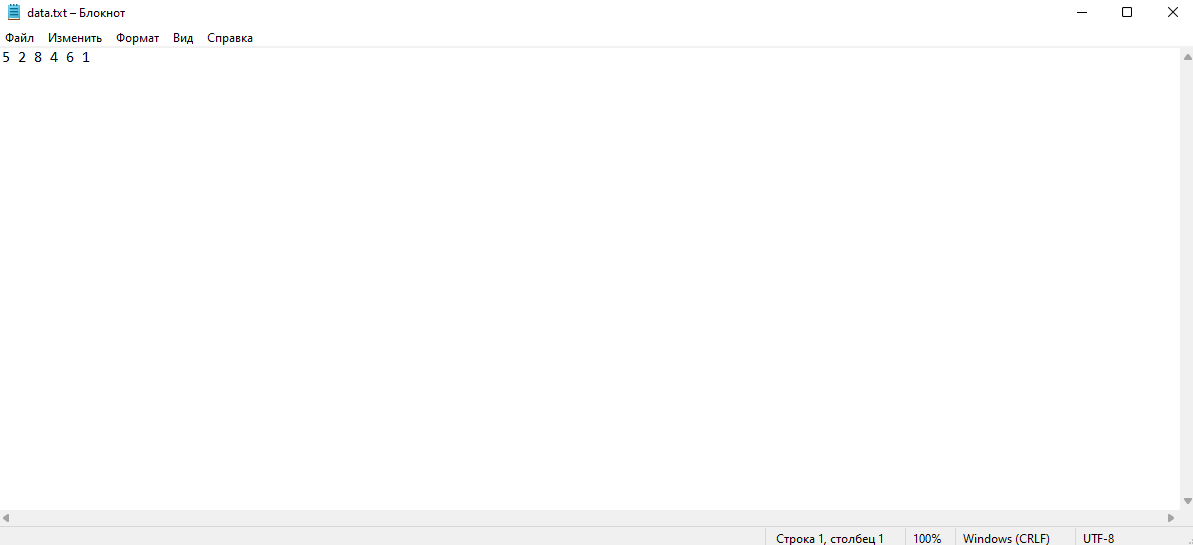 data.txt – Блокнот
Файл Изменить Формат Вид Справка
5 2 8 4 6 1
Строка 1, столбец 1 100% Windows (CRLF) UTF-8